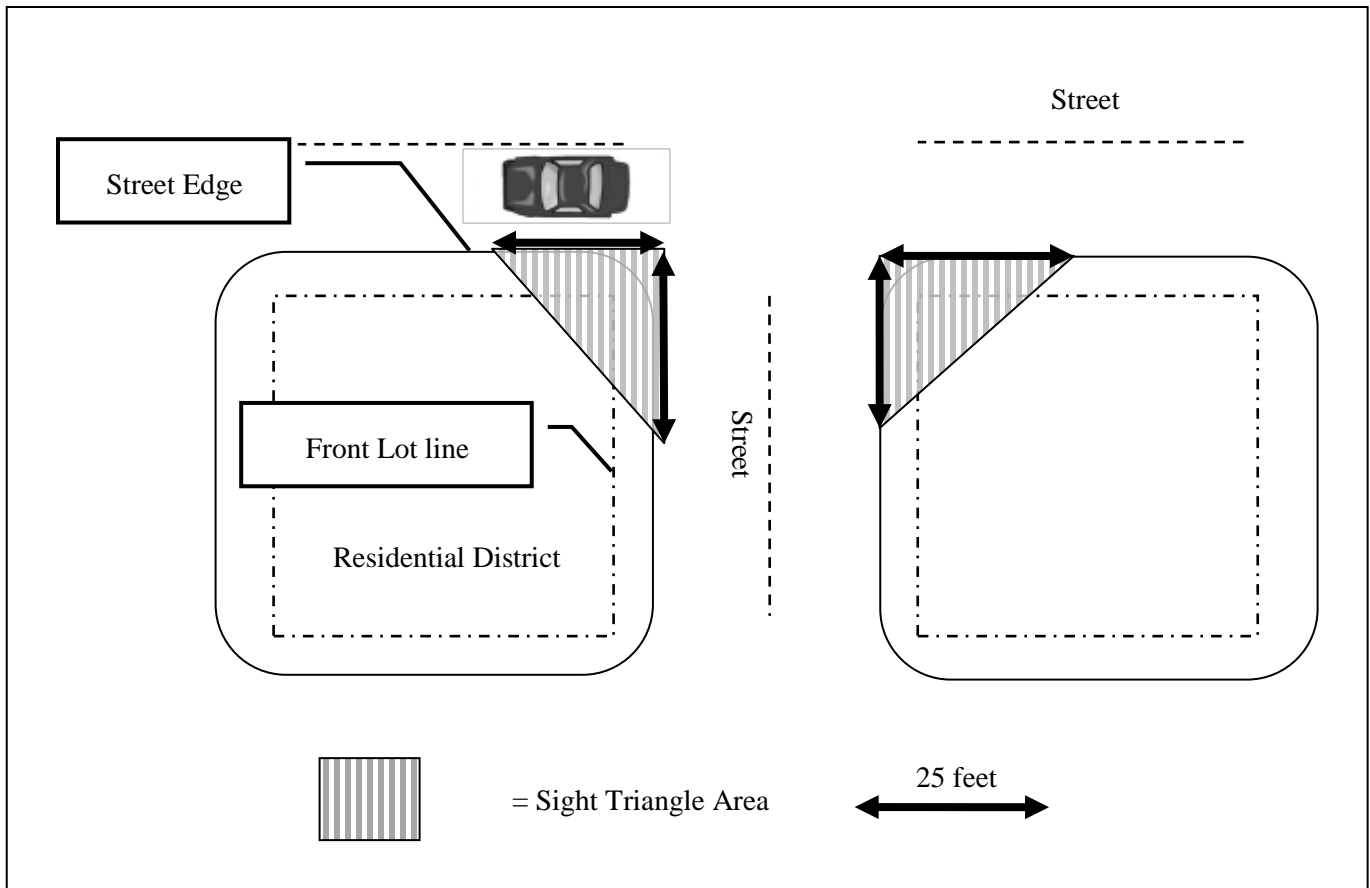 Street
Street Edge
Street
Front Lot line
Residential District
25 feet
= Sight Triangle Area